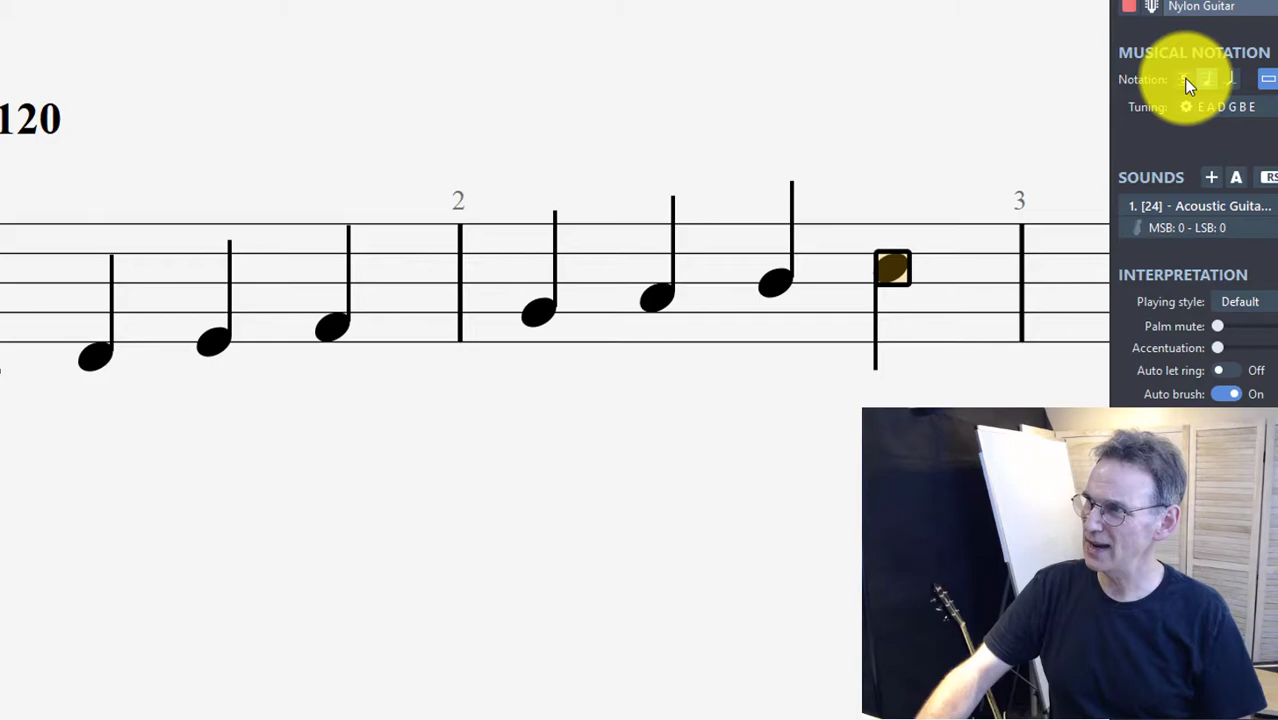 Nylon Guitar
MUSICAL NOTATION
Notation:
120
Tuning: E A D G B E
2
3
SOUNDS + A RS
1. [24] - Acoustic Guita...
MSB: 0 - LSB: 0
INTERPRETATION
Playing style: Default
Palm mute:
Accentuation:
Auto let ring: Off
Auto brush: On